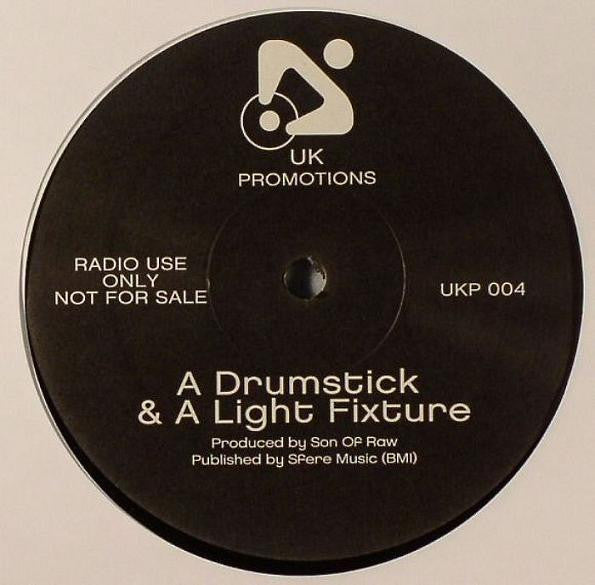 UK
PROMOTIONS
RADIO USE
ONLY
NOT FOR SALE
UKP 004
A Drumstick
& A Light Fixture
Produced by Son Of Raw
Published by Sfere Music (BMI)